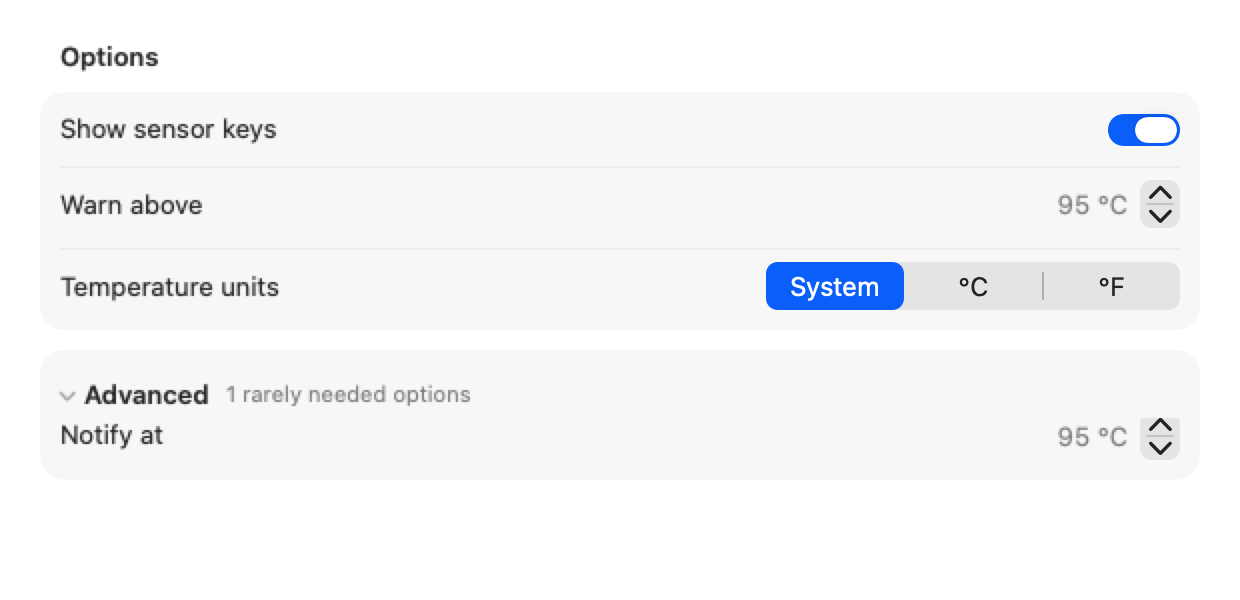 Options
Show sensor keys
Warn above 95 °C
Temperature units System °C °F
Advanced 1 rarely needed options
Notify at 95 °C